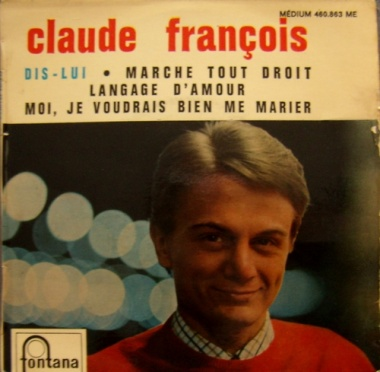 MÉDIUM 460.863 ME
claude françois
DIS-LUI • MARCHE TOUT DROIT
LANGAGE D'AMOUR
MOI, JE VOUDRAIS BIEN ME MARIER
fontana